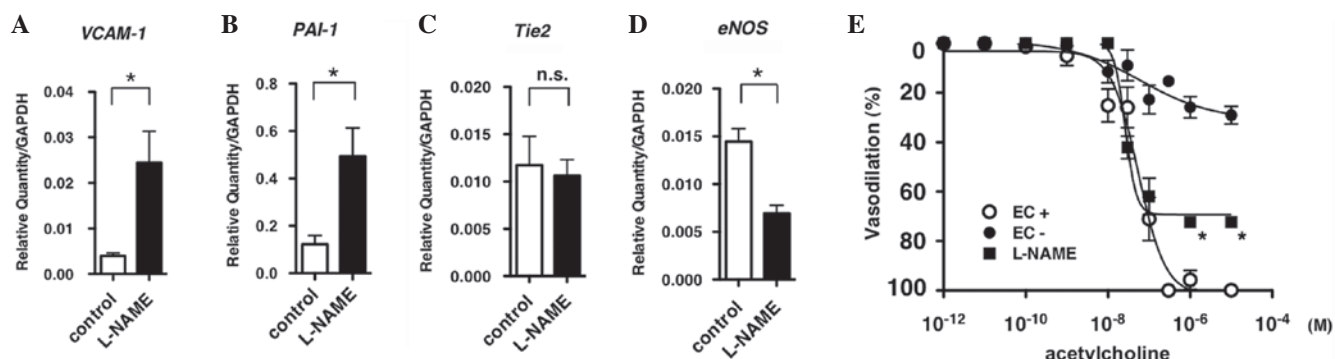 A
VCAM-1
*
Relative Quantity/GAPDH
0.04
0.03
0.02
0.01
0.00
control
L-NAME
B
PAI-1
*
Relative Quantity/GAPDH
0.8
0.6
0.4
0.2
0.0
control
L-NAME
C
Tie2
n.s.
Relative Quantity/GAPDH
0.020
0.015
0.010
0.005
0.000
control
L-NAME
D
eNOS
*
Relative Quantity/GAPDH
0.020
0.015
0.010
0.005
0.000
control
L-NAME
E
Vasodilation (%)
0
20
40
60
80
100
EC +
EC -
L-NAME
* *
10⁻¹² 10⁻¹⁰ 10⁻⁸ 10⁻⁶ 10⁻⁴ (M)
acetylcholine